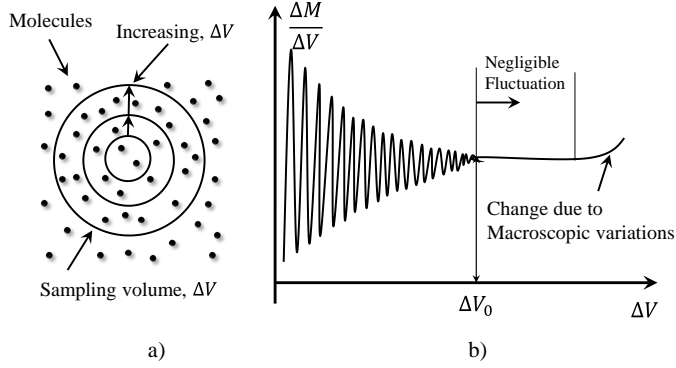 Molecules
Increasing, ΔV
Sampling volume, ΔV
a)
ΔM
ΔV
Negligible
Fluctuation
Change due to
Macroscopic variations
ΔV₀
ΔV
b)